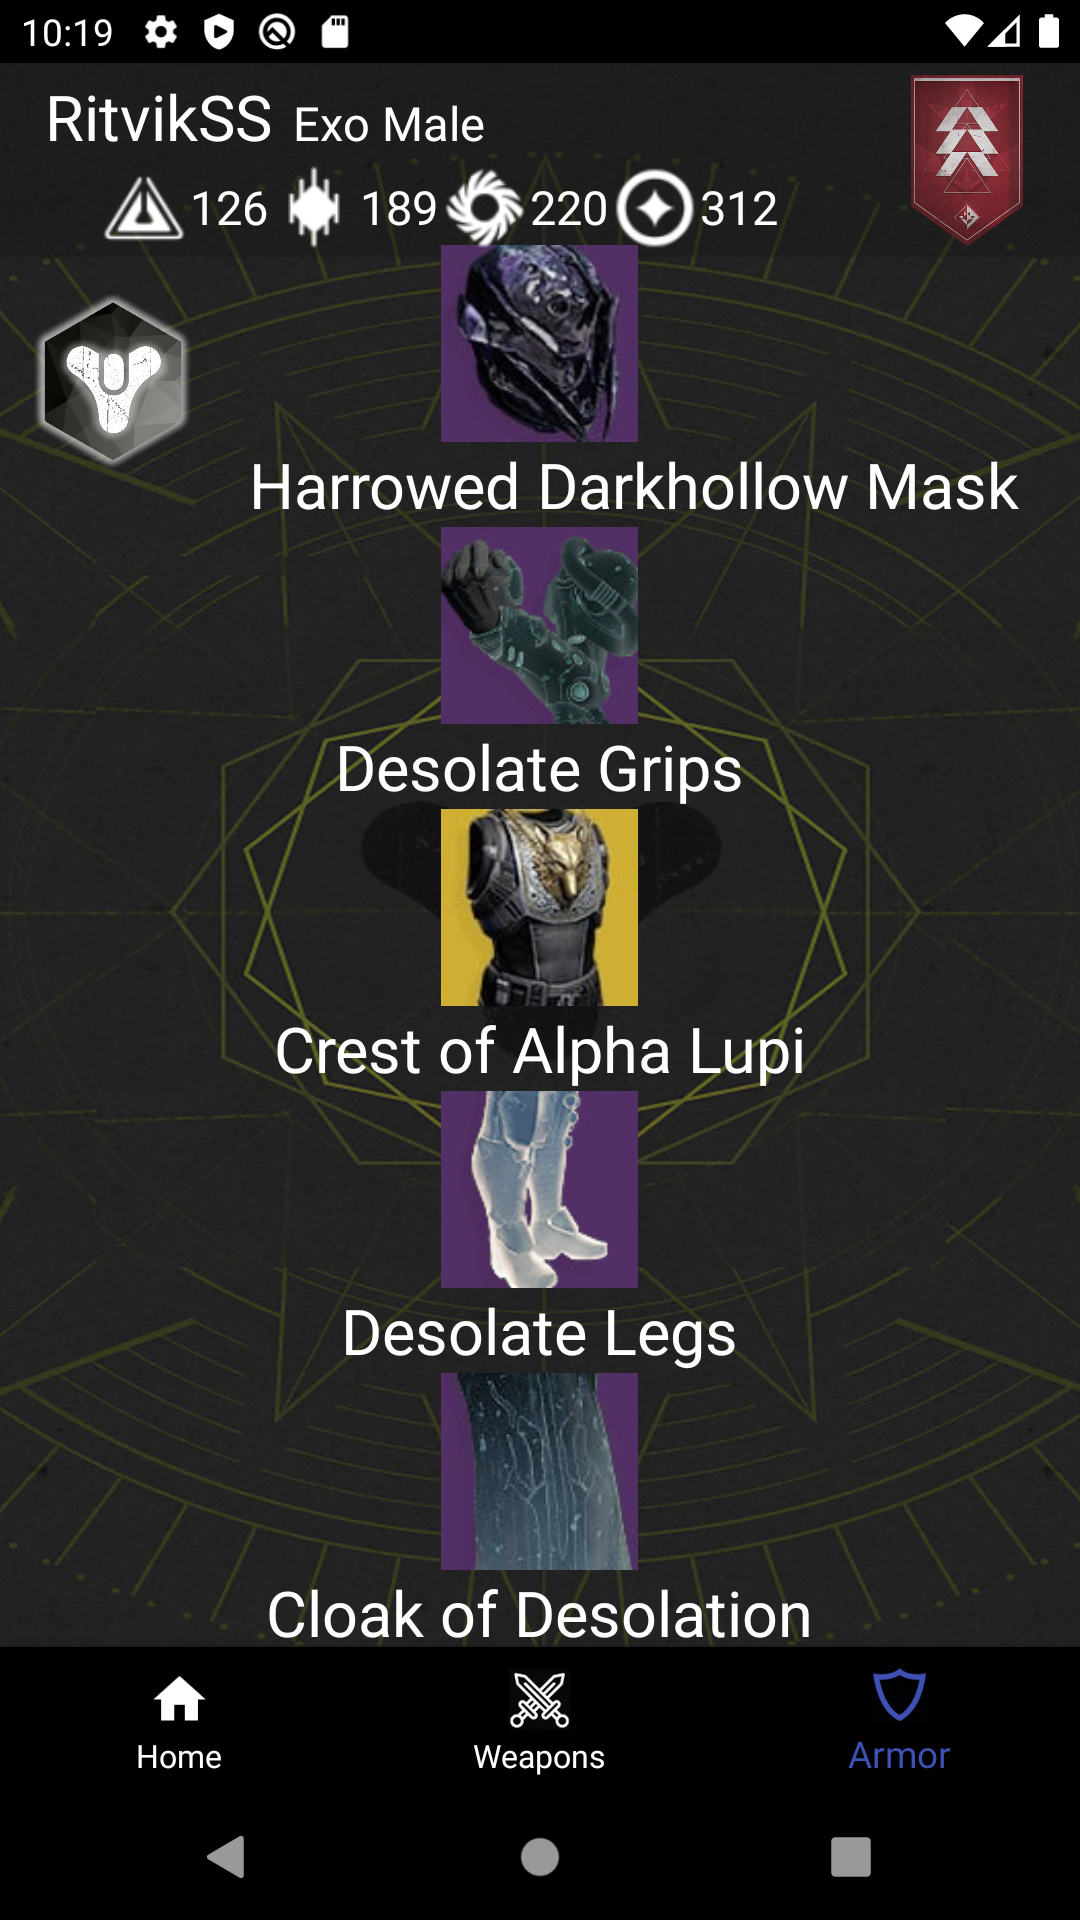 10:19
RitvikSS Exo Male
126 189 220 312
Harrowed Darkhollow Mask
Desolate Grips
Crest of Alpha Lupi
Desolate Legs
Cloak of Desolation
Home Weapons Armor